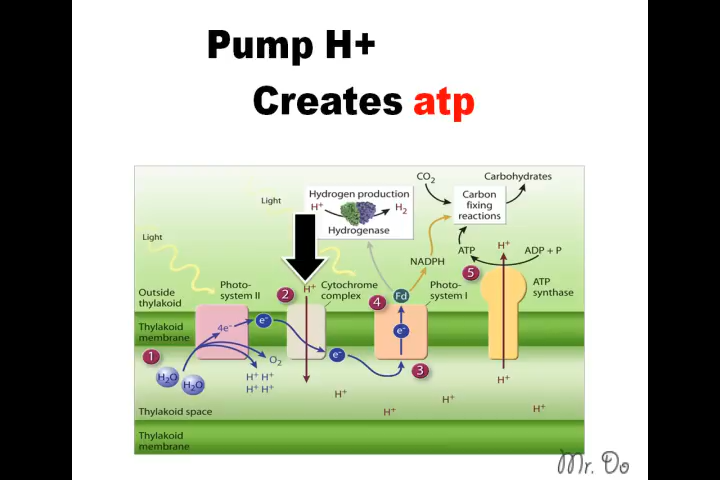 Pump H+
Creates atp
CO2
Carbohydrates
Hydrogen production
H+
H2
Hydrogenase
Carbon
fixing
reactions
Light
Light
NADPH
ATP
H+
ADP + P
5
Outside
thylakoid
Photo-
system II
2
H+
Cytochrome
complex
4
Fd
Photo-
system I
ATP
synthase
Thylakoid
membrane
4e-
e-
e-
e-
1
H2O
H2O
O2
H+ H+
H+ H+
3
H+
H+
H+
H+
H+
Thylakoid space
Thylakoid
membrane
Mr. Do